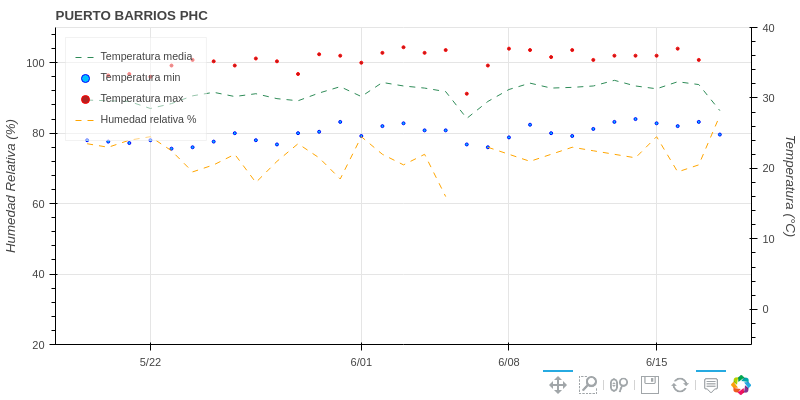 PUERTO BARRIOS PHC
Temperatura media
Temperatura min
Temperatura max
Humedad relativa %
Humedad Relativa (%)
100
80
60
40
20
40
30
20
10
0
Temperatura (°C)
5/22
6/01
6/08
6/15